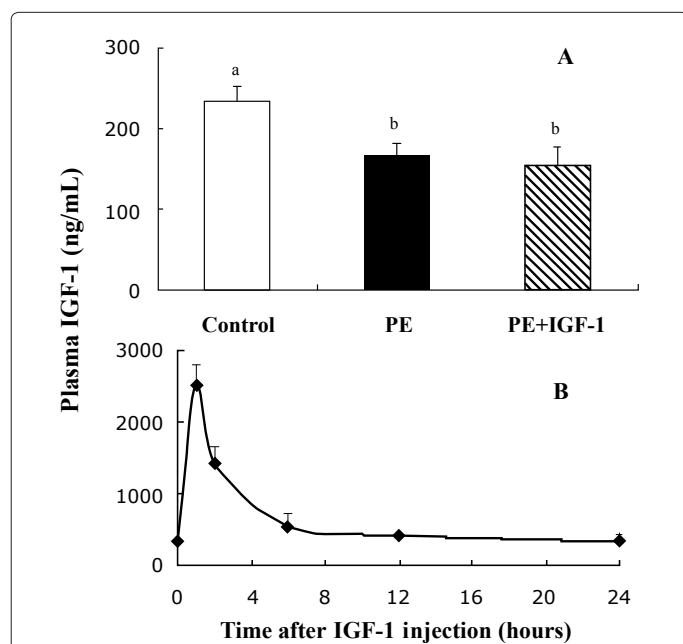 300
A
a
200
b
b
100
0
Control PE PE+IGF-1
Plasma IGF-1 (ng/mL)
3000
B
2000
1000
0
0 4 8 12 16 20 24
Time after IGF-1 injection (hours)